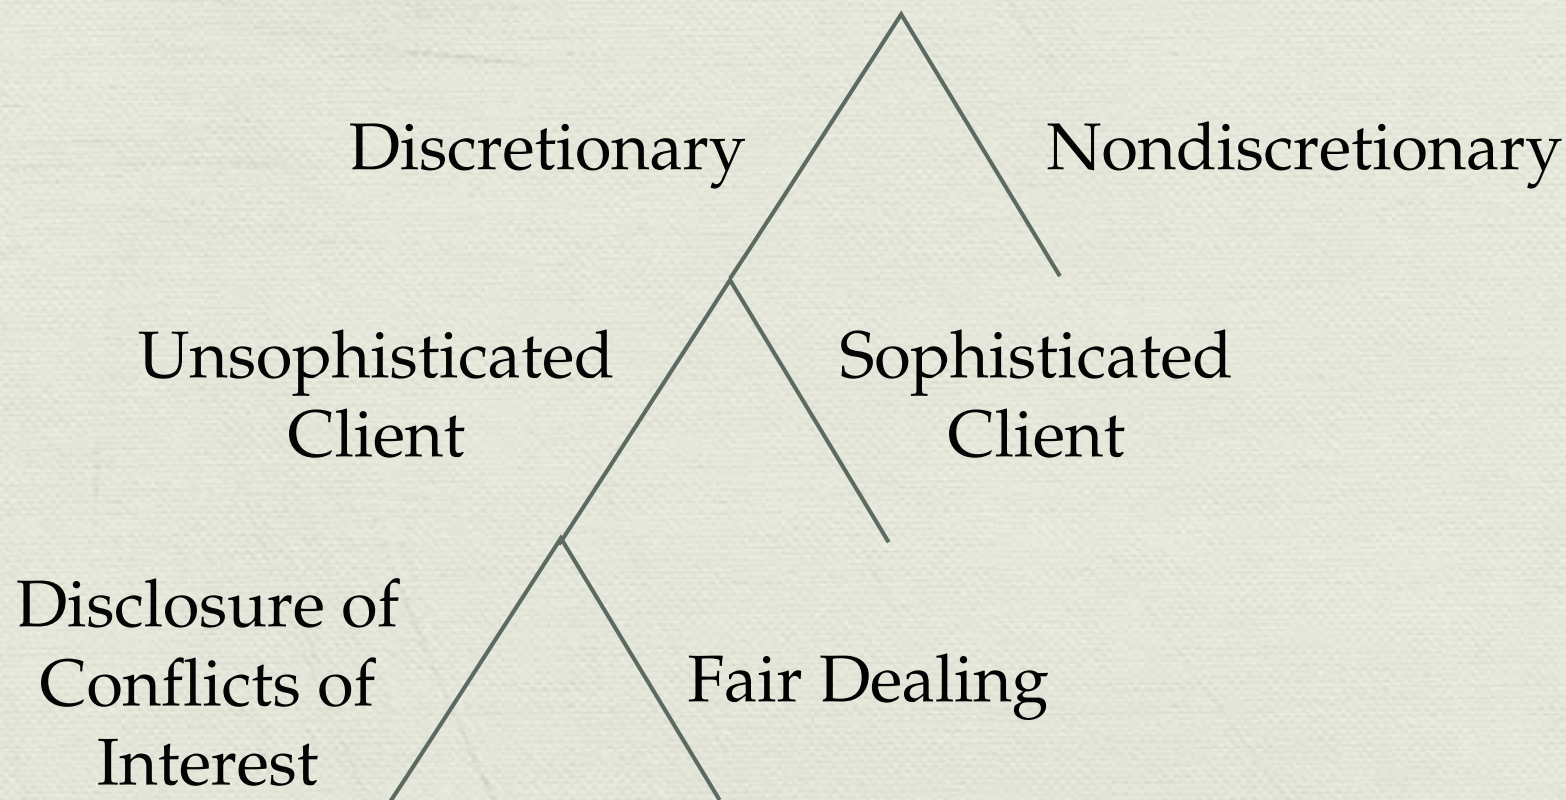 Discretionary
Nondiscretionary
Unsophisticated
Client
Sophisticated
Client
Disclosure of
Conflicts of
Interest
Fair Dealing